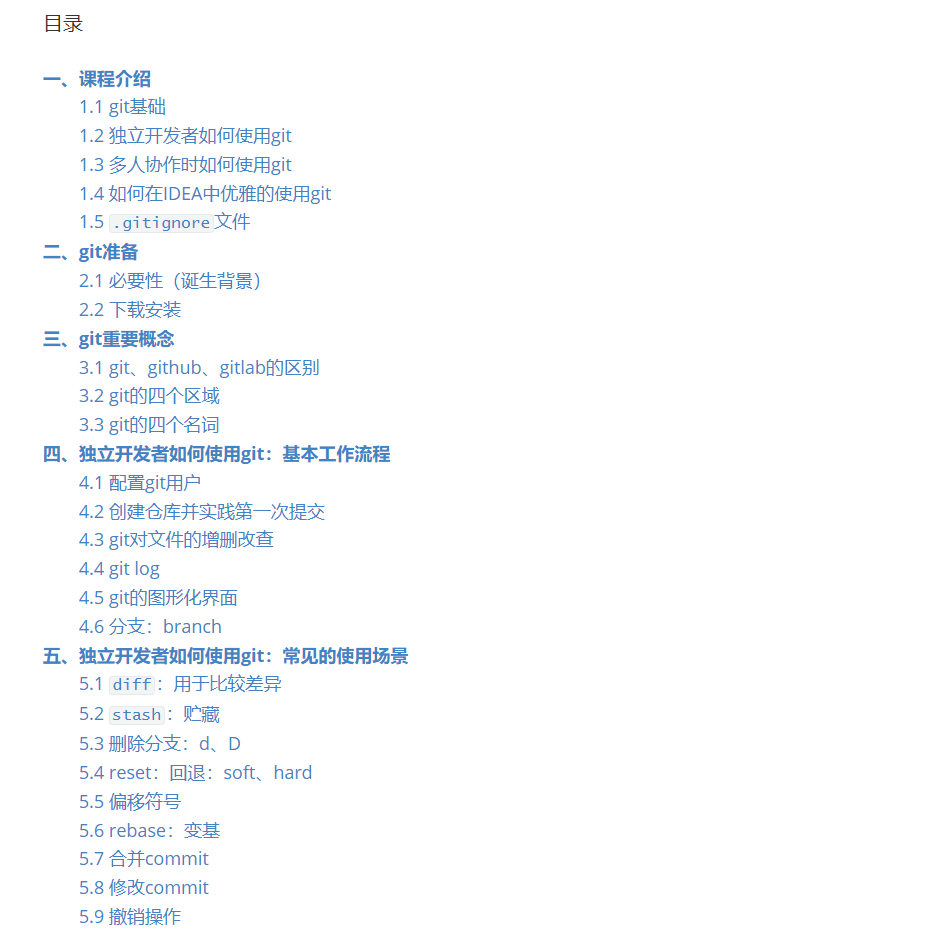 目录
一、课程介绍
1.1 git基础
1.2 独立开发者如何使用git
1.3 多人协作时如何使用git
1.4 如何在IDEA中优雅的使用git
1.5 .gitignore文件
二、git准备
2.1 必要性（诞生背景）
2.2 下载安装
三、git重要概念
3.1 git、github、gitlab的区别
3.2 git的四个区域
3.3 git的四个名词
四、独立开发者如何使用git：基本工作流程
4.1 配置git用户
4.2 创建仓库并实践第一次提交
4.3 git对文件的增删改查
4.4 git log
4.5 git的图形化界面
4.6 分支：branch
五、独立开发者如何使用git：常见的使用场景
5.1 diff：用于比较差异
5.2 stash：贮藏
5.3 删除分支：d、D
5.4 reset：回退：soft、hard
5.5 偏移符号
5.6 rebase：变基
5.7 合并commit
5.8 修改commit
5.9 撤销操作